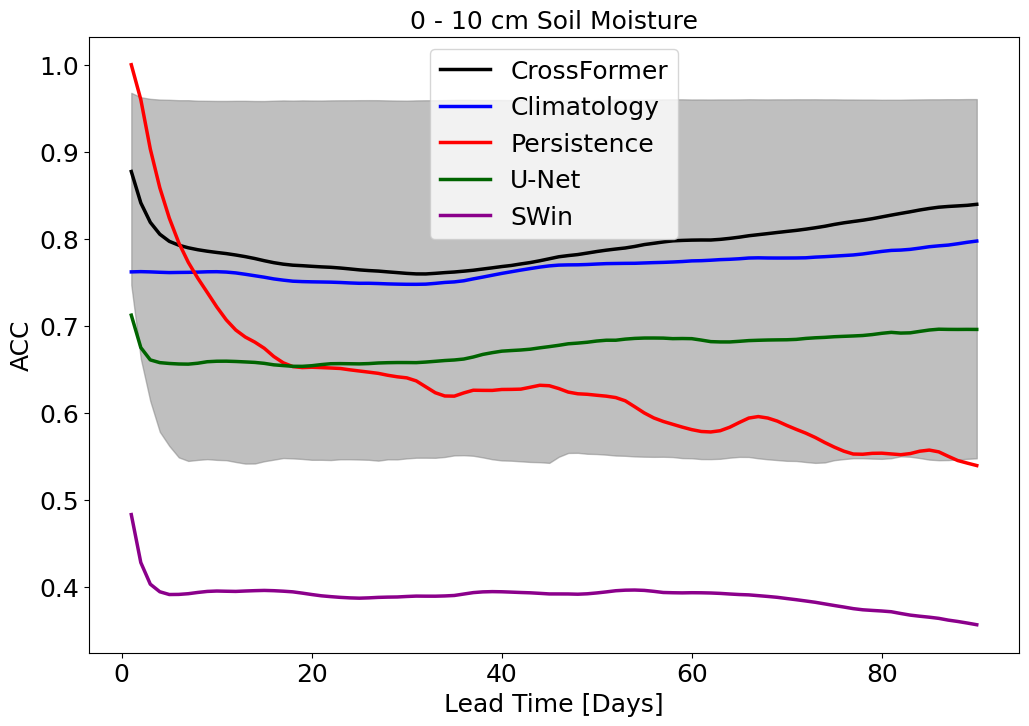 0 - 10 cm Soil Moisture
CrossFormer
Climatology
Persistence
U-Net
SWin
ACC
1.0
0.9
0.8
0.7
0.6
0.5
0.4
0
20
40
60
80
Lead Time [Days]